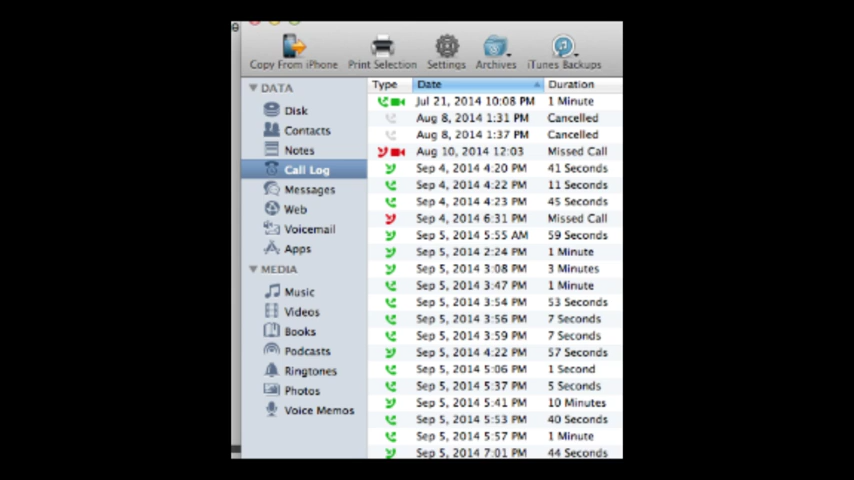 Copy From iPhone Print Selection Settings Archives iTunes Backups
DATA
Disk
Contacts
Notes
Call Log
Messages
Web
Voicemail
Apps
MEDIA
Music
Videos
Books
Podcasts
Ringtones
Photos
Voice Memos
Type Date Duration
Jul 21, 2014 10:08 PM 1 Minute
Aug 8, 2014 1:31 PM Cancelled
Aug 8, 2014 1:37 PM Cancelled
Aug 10, 2014 12:03 Missed Call
Sep 4, 2014 4:20 PM 41 Seconds
Sep 4, 2014 4:22 PM 11 Seconds
Sep 4, 2014 4:23 PM 45 Seconds
Sep 4, 2014 6:31 PM Missed Call
Sep 5, 2014 5:55 AM 59 Seconds
Sep 5, 2014 2:24 PM 1 Minute
Sep 5, 2014 3:08 PM 3 Minutes
Sep 5, 2014 3:47 PM 1 Minute
Sep 5, 2014 3:54 PM 53 Seconds
Sep 5, 2014 3:56 PM 7 Seconds
Sep 5, 2014 3:59 PM 7 Seconds
Sep 5, 2014 4:22 PM 57 Seconds
Sep 5, 2014 5:06 PM 1 Second
Sep 5, 2014 5:37 PM 5 Seconds
Sep 5, 2014 5:41 PM 10 Minutes
Sep 5, 2014 5:53 PM 40 Seconds
Sep 5, 2014 5:57 PM 1 Minute
Sep 5, 2014 7:01 PM 44 Seconds